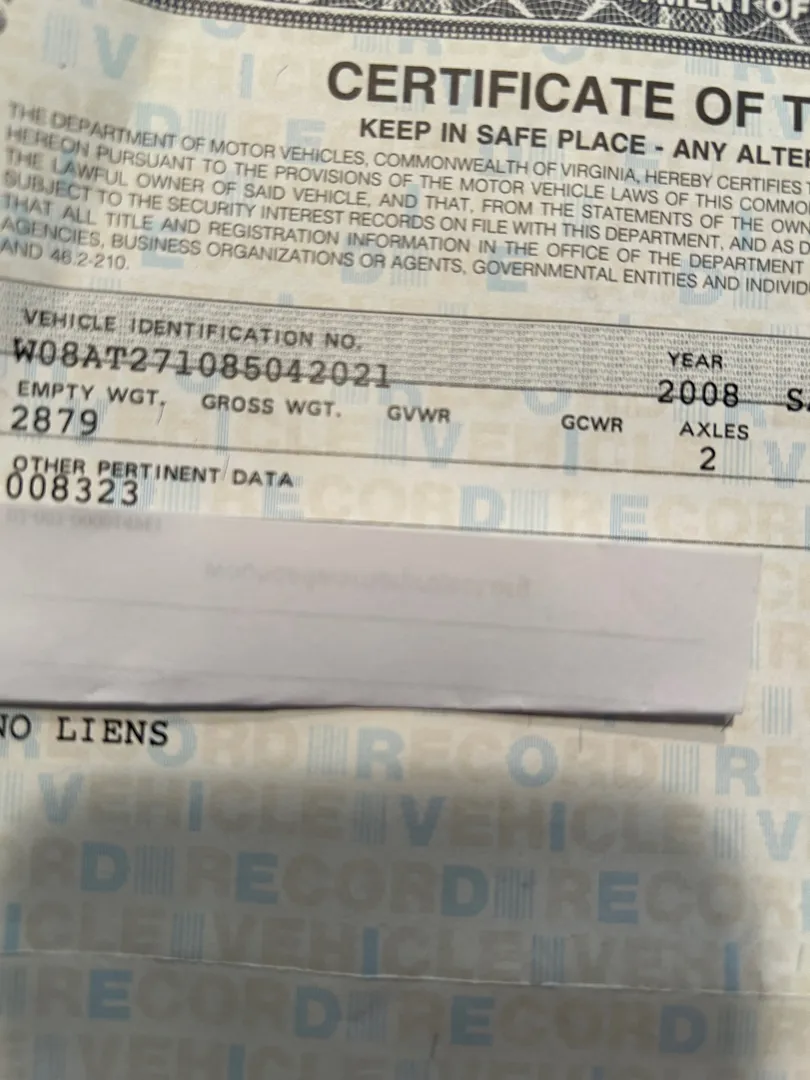 MENT OF
CERTIFICATE OF T
KEEP IN SAFE PLACE - ANY ALTER
THE DEPARTMENT OF MOTOR VEHICLES, COMMONWEALTH OF VIRGINIA, HEREBY CERTIFIES
HEREON PURSUANT TO THE PROVISIONS OF THE MOTOR VEHICLE LAWS OF THIS COMMO
THE LAWFUL OWNER OF SAID VEHICLE, AND THAT, FROM THE STATEMENTS OF THE OWN
SUBJECT TO THE SECURITY INTEREST RECORDS ON FILE WITH THIS DEPARTMENT, AND AS D
THAT ALL TITLE AND REGISTRATION INFORMATION IN THE OFFICE OF THE DEPARTMENT
AGENCIES, BUSINESS ORGANIZATIONS OR AGENTS, GOVERNMENTAL ENTITIES AND INDIVID
AND 46.2-210.
VEHICLE IDENTIFICATION NO. YEAR
W08AT271085042021 2008 S
EMPTY WGT. GROSS WGT. GVWR GCWR AXLES
2879 2
OTHER PERTINENT DATA
008323
NO LIENS